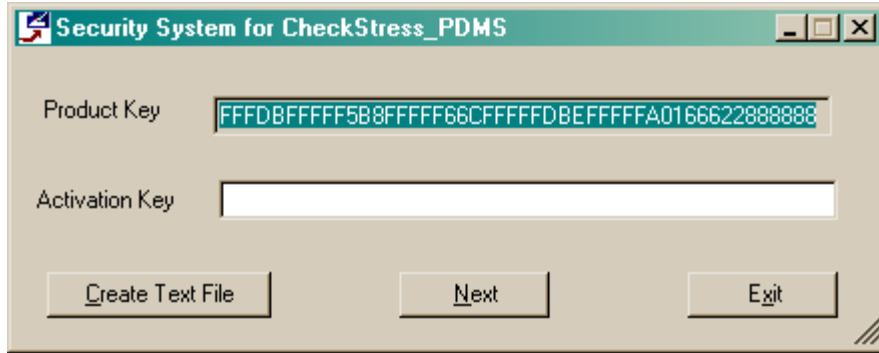 Security System for CheckStress_PDMS
Product Key FFFDBFFFFF5B8FFFFF66CFFFFFDBEFFFFFA0166622888888
Activation Key
Create Text File Next Exit